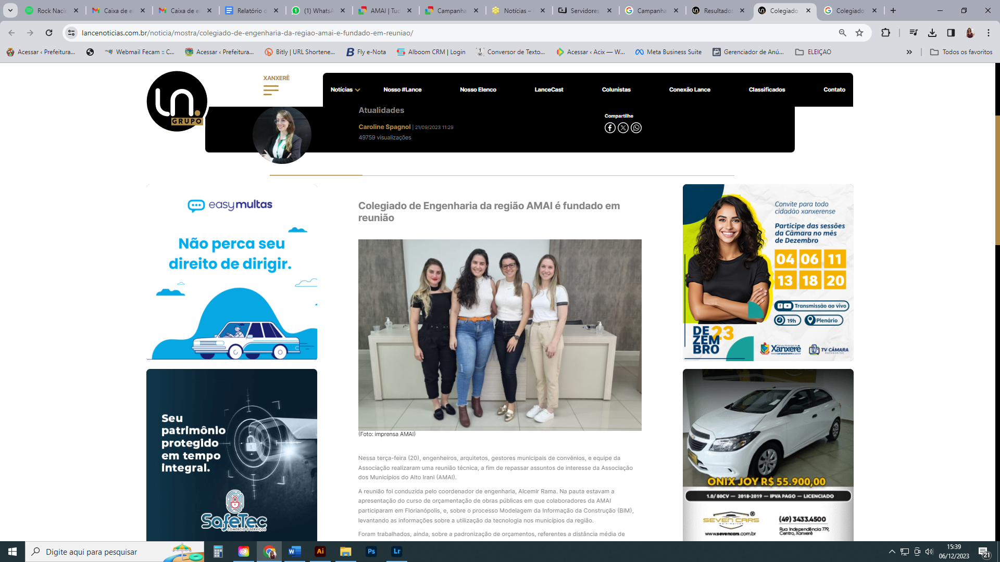 Rock Naci
Caixa de e
Caixa de e
Relatório d
(1) WhatsA
AMAI | Tud
Campanha
Notícias –
Servidores
Campanha
Resultados
Colegiado
Colegiado
lancenoticias.com.br/noticia/mostra/colegiado-de-engenharia-da-regiao-amai-e-fundado-em-reuniao/
Acessar ‹ Prefeitura...
Webmail Fecam :: C...
Acessar ‹ Prefeitura...
Bitly | URL Shortene...
Fly e-Nota
Alboom CRM | Login
Conversor de Texto...
Acessar ‹ Acix — W...
Meta Business Suite
Gerenciador de Anú...
ELEIÇAO
Todos os favoritos
GRUPO
XANXERÊ
Notícias
Nosso #Lance
Nosso Elenco
LanceCast
Colunistas
Conexão Lance
Classificados
Contato
Atualidades
Caroline Spagnol | 21/09/2023 11:29
49759 visualizações
Compartilhe
easymultas
Não perca seu
direito de dirigir.
Seu
patrimônio
protegido
em tempo
integral.
SafeTec
COMÉRCIO E SERVIÇOS
Colegiado de Engenharia da região AMAI é fundado em
reunião
(Foto: imprensa AMAI)
Nessa terça-feira (20), engenheiros, arquitetos, gestores municipais de convênios, e equipe da
Associação realizaram uma reunião técnica, a fim de repassar assuntos de interesse da Associação
dos Municípios do Alto Irani (AMAI).
A reunião foi conduzida pelo coordenador de engenharia, Alcemir Rama. Na pauta estavam a
apresentação do curso de orçamentação de obras públicas em que colaboradores da AMAI
participaram em Florianópolis, e, sobre o processo Modelagem da Informação da Construção (BIM),
levantando as informações sobre a utilização da tecnologia nos municípios da região.
Foram trabalhados, ainda, sobre a padronização de orçamentos, referentes a distância média de
Convite para todo
cidadão xanxerense
Participe das sessões
da Câmara no mês
de Dezembro
04 06 11
13 18 20
Transmissão ao vivo
19h
Plenário
DE
ZEM
BRO
23
Xanxerê
TV CÂMARA
ONIX JOY R$ 55.900,00
1.0/ 80CV — 2018-2019 — IPVA PAGO — LICENCIADO
SEVEN CARS
www.sevencars.com.br
(49) 3433.4500
Rua Independência 779,
Centro, Xanxerê
Digite aqui para pesquisar
Ai
Ps
Lr
15:39
06/12/2023
21